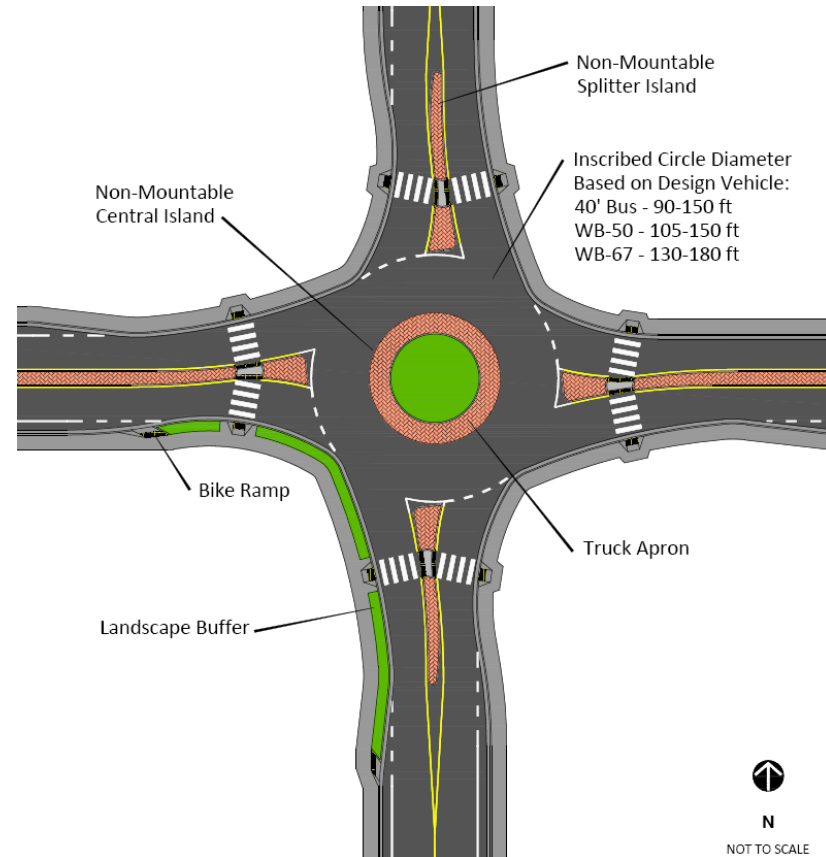 Non-Mountable
Splitter Island
Inscribed Circle Diameter
Based on Design Vehicle:
40' Bus - 90-150 ft
WB-50 - 105-150 ft
WB-67 - 130-180 ft
Non-Mountable
Central Island
Bike Ramp
Truck Apron
Landscape Buffer
N
NOT TO SCALE